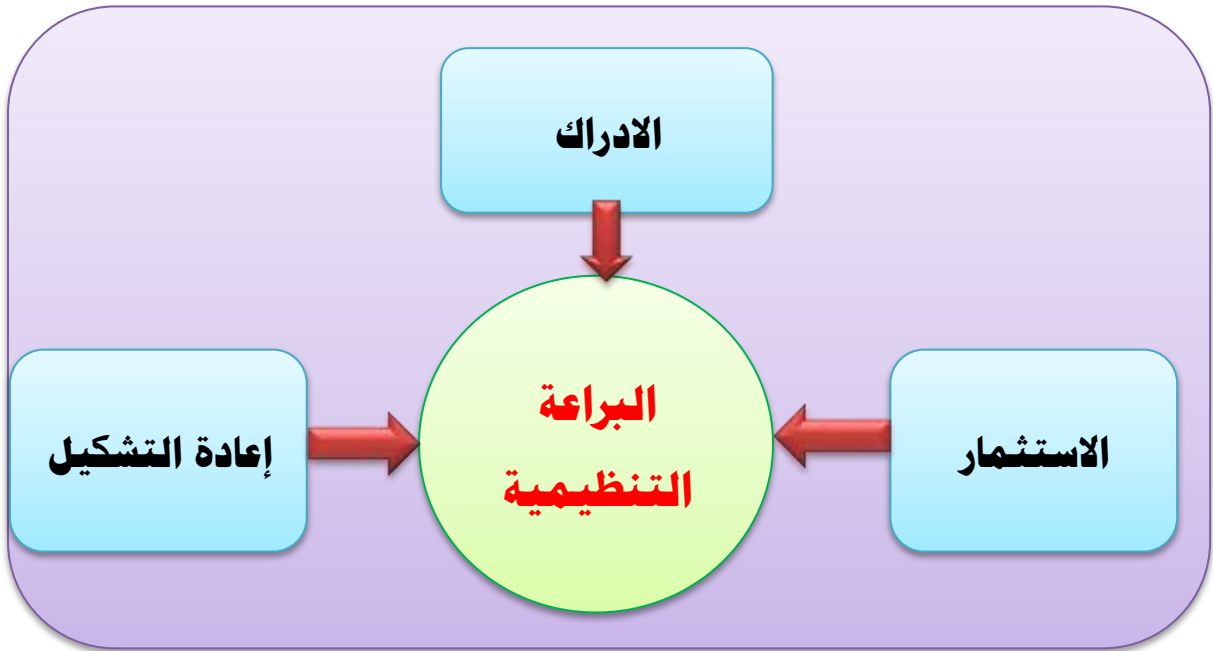 الادراك
البراعة
التنظيمية
الاستثمار
إعادة التشكيل